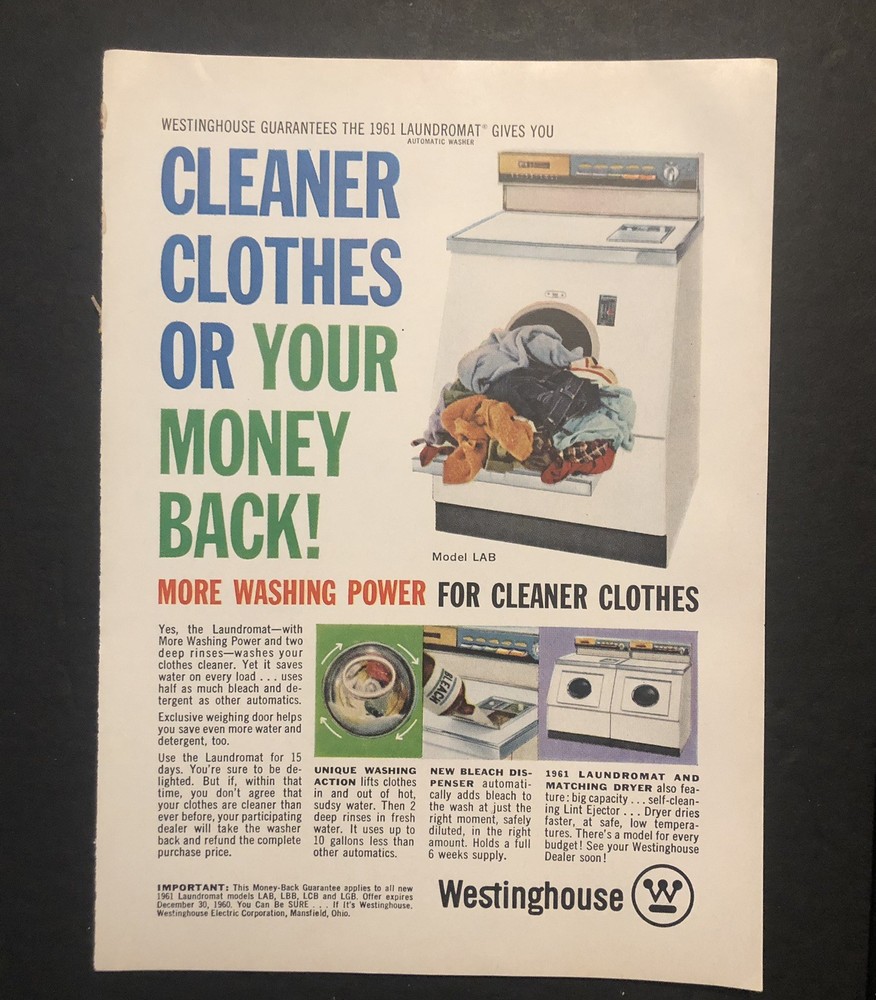 WESTINGHOUSE GUARANTEES THE 1961 LAUNDROMAT® GIVES YOU
AUTOMATIC WASHER
CLEANER
CLOTHES
OR YOUR
MONEY
BACK!
Model LAB
MORE WASHING POWER FOR CLEANER CLOTHES
Yes, the Laundromat—with
More Washing Power and two
deep rinses—washes your
clothes cleaner. Yet it saves
water on every load . . . uses
half as much bleach and de-
tergent as other automatics.
Exclusive weighing door helps
you save even more water and
detergent, too.
Use the Laundromat for 15
days. You're sure to be de-
lighted. But if, within that
time, you don't agree that
your clothes are cleaner than
ever before, your participating
dealer will take the washer
back and refund the complete
purchase price.
BLEACH
UNIQUE WASHING
ACTION lifts clothes
in and out of hot,
sudsy water. Then 2
deep rinses in fresh
water. It uses up to
10 gallons less than
other automatics.
NEW BLEACH DIS-
PENSER automati-
cally adds bleach to
the wash at just the
right moment, safely
diluted, in the right
amount. Holds a full
6 weeks supply.
1961 LAUNDROMAT AND
MATCHING DRYER also fea-
ture: big capacity . . . self-clean-
ing Lint Ejector . . . Dryer dries
faster, at safe, low tempera-
tures. There's a model for every
budget! See your Westinghouse
Dealer soon!
IMPORTANT: This Money-Back Guarantee applies to all new
1961 Laundromat models LAB, LBB, LCB and LGB. Offer expires
December 30, 1960. You Can Be SURE . . . If It's Westinghouse.
Westinghouse Electric Corporation, Mansfield, Ohio.
Westinghouse